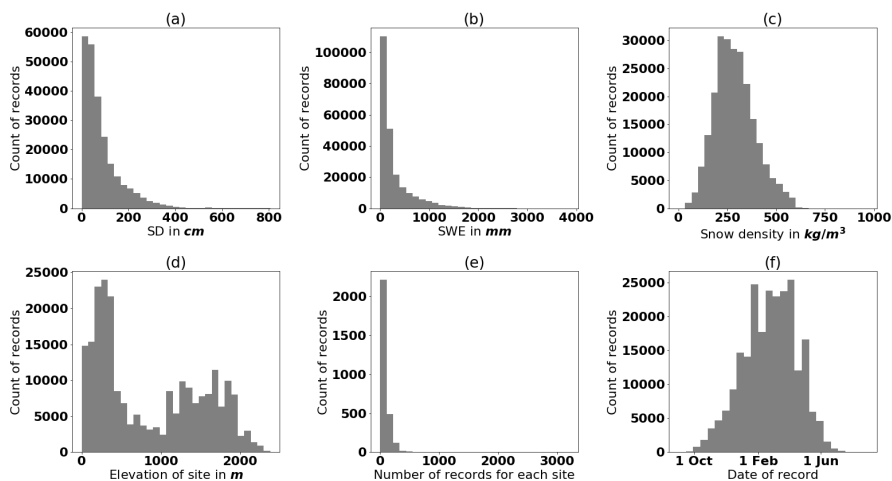 (a)
60000
50000
40000
30000
20000
10000
0
Count of records
0 200 400 600 800
SD in cm
(b)
100000
80000
60000
40000
20000
0
Count of records
0 1000 2000 3000 4000
SWE in mm
(c)
30000
25000
20000
15000
10000
5000
0
Count of records
0 250 500 750 1000
Snow density in kg/m³
(d)
25000
20000
15000
10000
5000
0
Count of records
0 1000 2000
Elevation of site in m
(e)
2000
1500
1000
500
0
Count of records
0 1000 2000 3000
Number of records for each site
(f)
25000
20000
15000
10000
5000
0
Count of records
1 Oct 1 Feb 1 Jun
Date of record